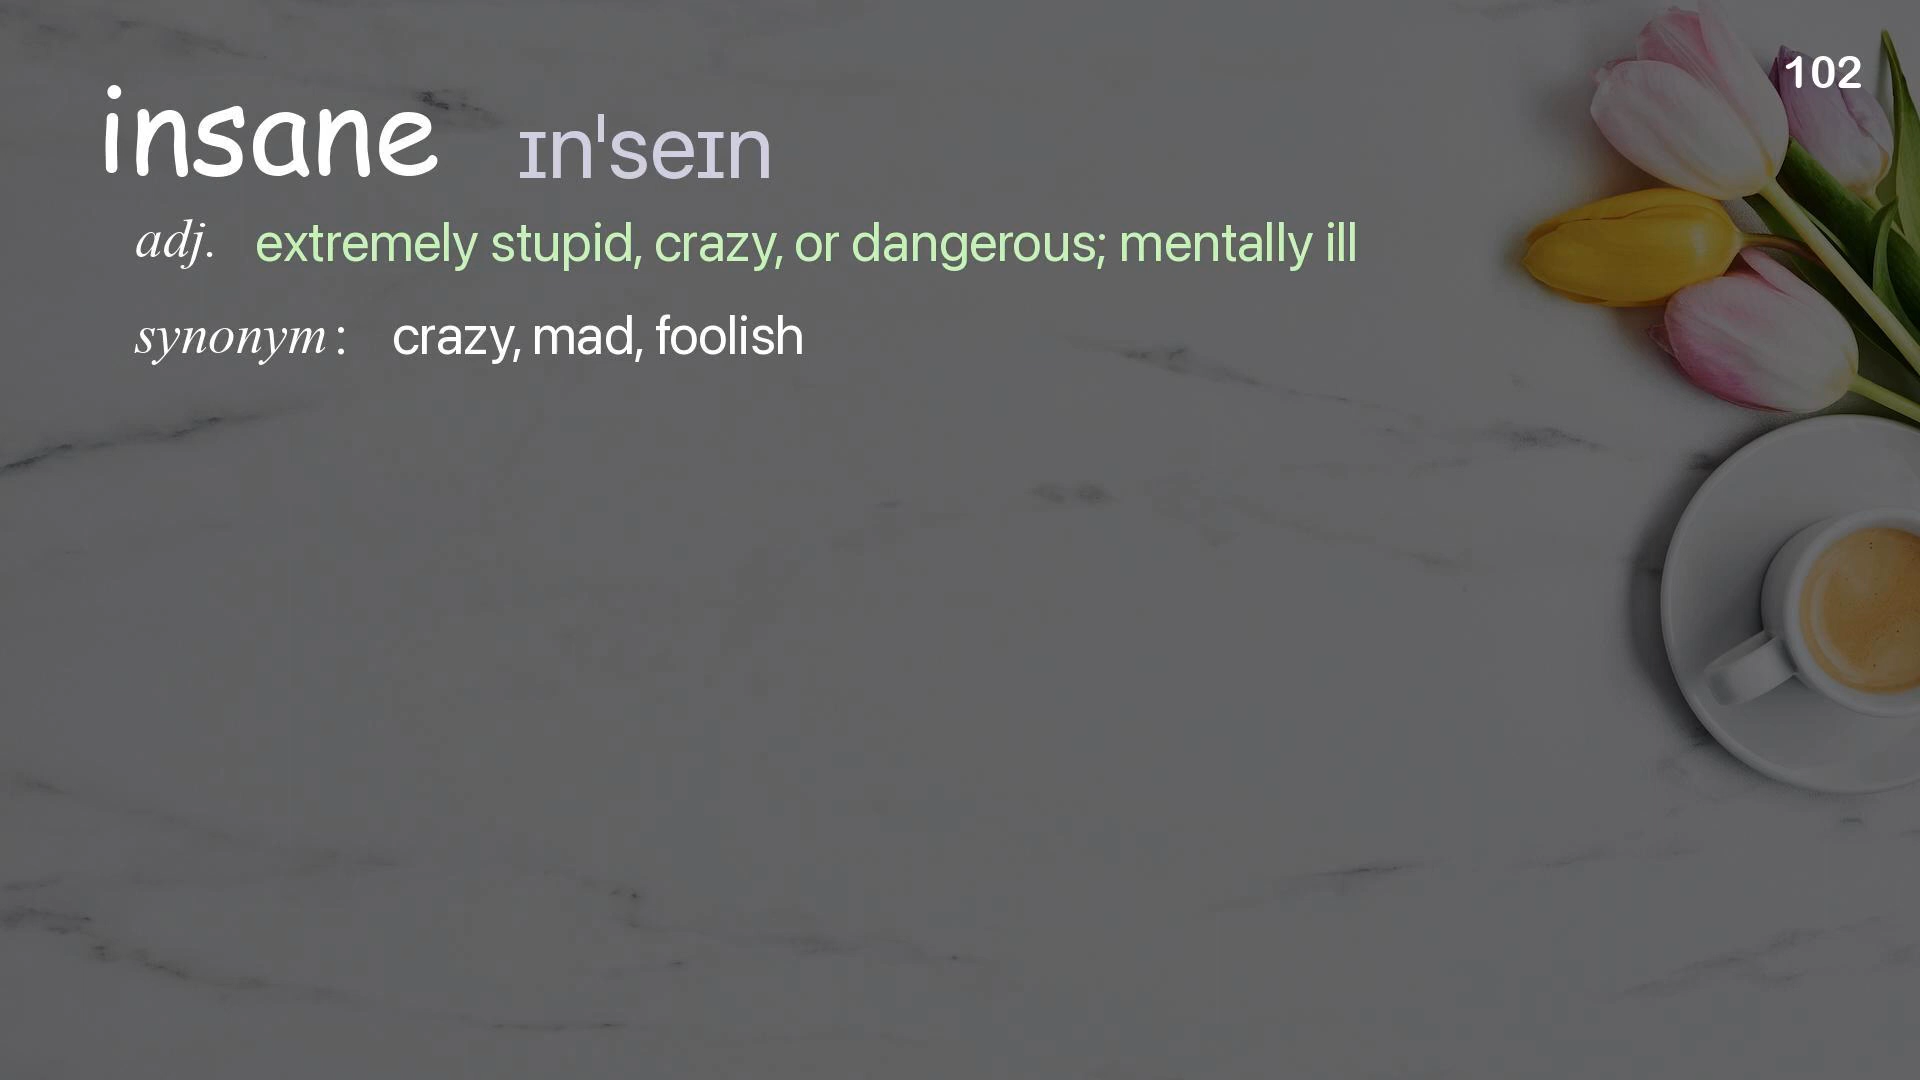 102
insane ɪnˈseɪn
adj. extremely stupid, crazy, or dangerous; mentally ill
synonym : crazy, mad, foolish